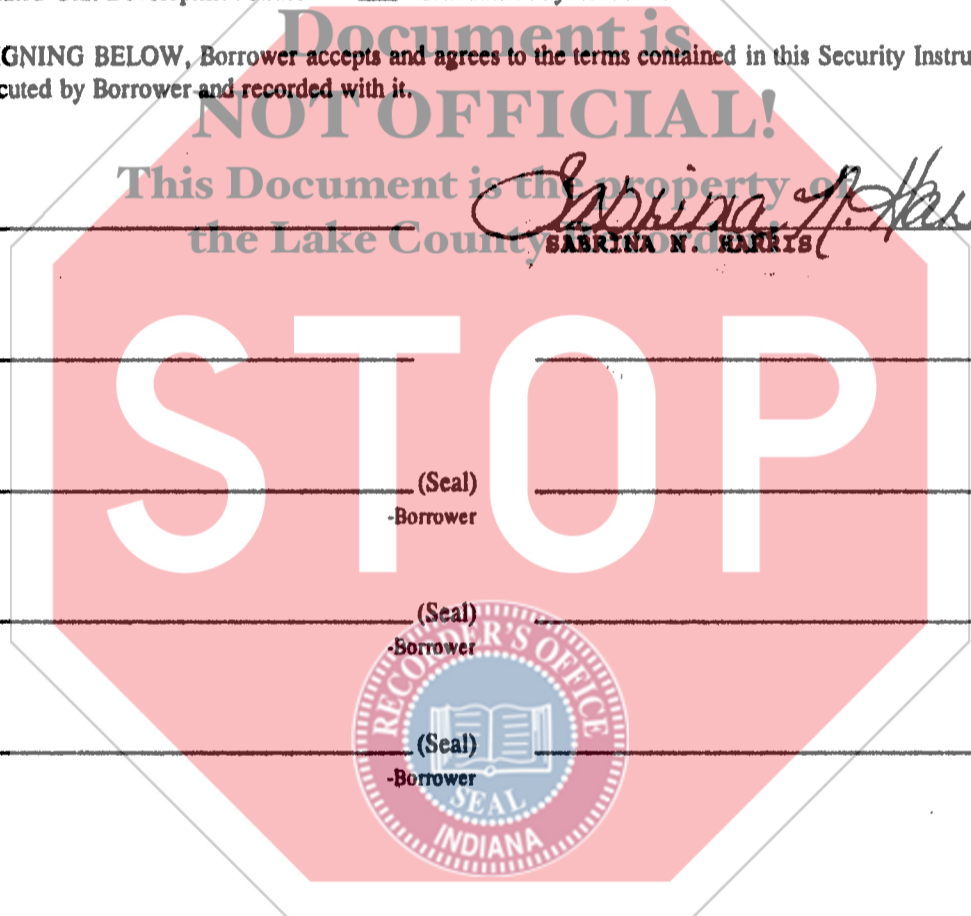 Document is
GNING BELOW, Borrower accepts and agrees to the terms contained in this Security Instru
cuted by Borrower and recorded with it.
NOT OFFICIAL!
This Document is the property of
the Lake County Recorder!
Sabrina N. Har
SABRINA N. HARRIS
STOP
(Seal)
-Borrower
(Seal)
-Borrower
(Seal)
-Borrower
RECORDER'S OFFICE
SEAL
INDIANA